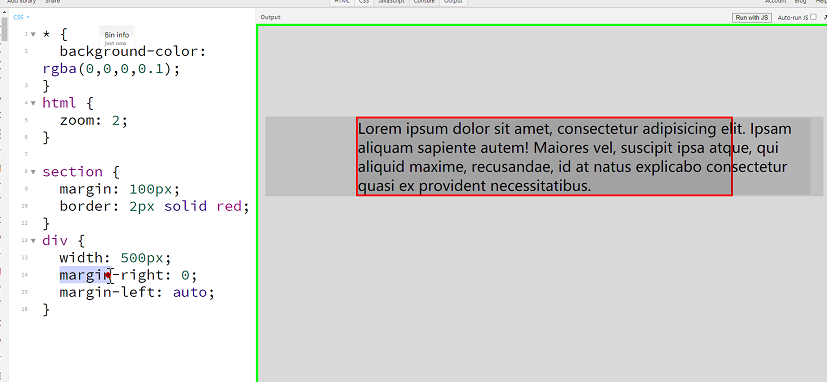 Add library Share HTML CSS JavaScript Console Output Account Blog Help
CSS
Output Run with JS Auto-run JS
Bin info
just now
1 * {
2 background-color:
rgba(0,0,0,0.1);
3 }
4 html {
5 zoom: 2;
6 }
7
8 section {
9 margin: 100px;
10 border: 2px solid red;
11 }
12 div {
13 width: 500px;
14 margin-right: 0;
15 margin-left: auto;
16 }
Lorem ipsum dolor sit amet, consectetur adipisicing elit. Ipsam
aliquam sapiente autem! Maiores vel, suscipit ipsa atque, qui
aliquid maxime, recusandae, id at natus explicabo consectetur
quasi ex provident necessitatibus.